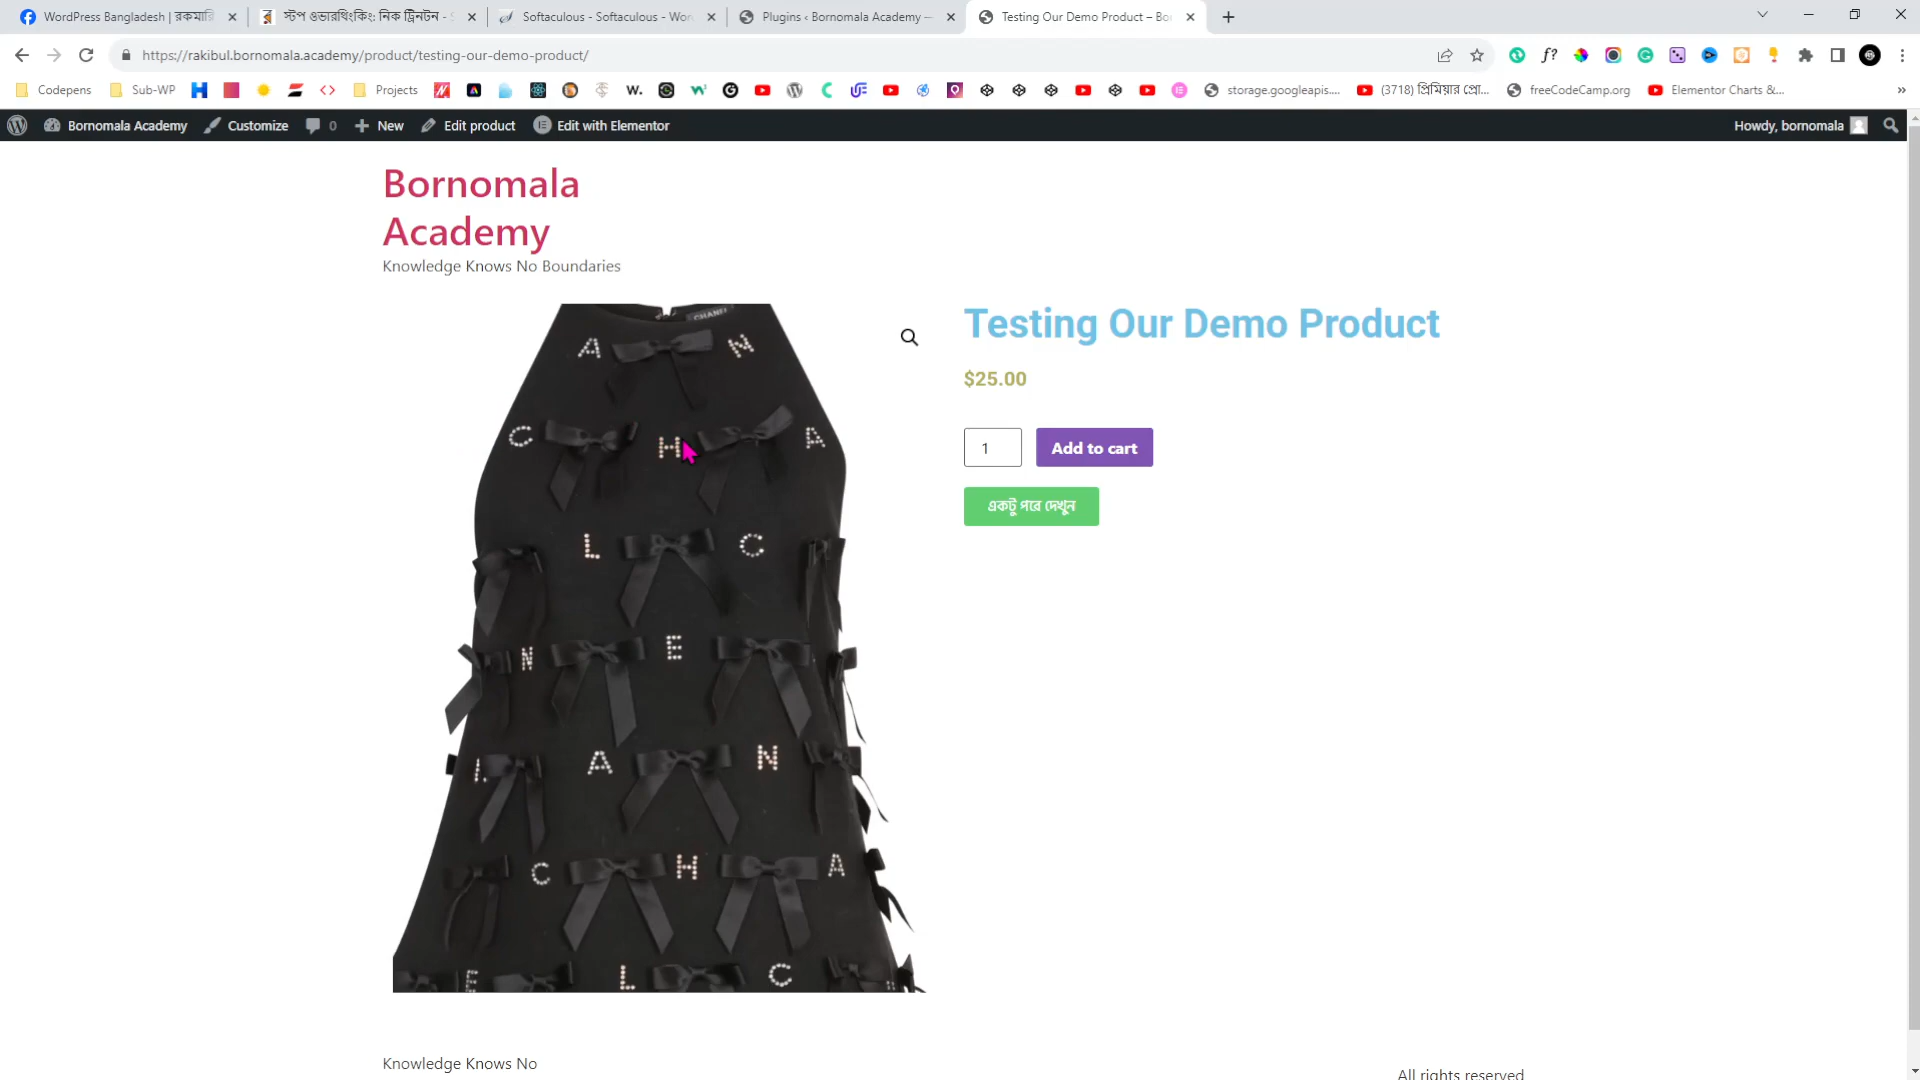 WordPress Bangladesh | রকমারি
স্টপ ওভারথিংকিং: নিক ট্রেনটন -
Softaculous - Softaculous - Wor
Plugins ‹ Bornomala Academy —
Testing Our Demo Product – Bo
https://rakibul.bornomala.academy/product/testing-our-demo-product/
Codepens
Sub-WP
Projects
storage.googleapis....
(3718) প্রিমিয়ার প্রো...
freeCodeCamp.org
Elementor Charts &...
Bornomala Academy
Customize
0
New
Edit product
Edit with Elementor
Howdy, bornomala
Bornomala
Academy
Knowledge Knows No Boundaries
CHANEL
A N
C H A
L C
N E
L A N
C H A
E L C
Testing Our Demo Product
$25.00
1
Add to cart
একটু পরে দেখুন
Knowledge Knows No
All rights reserved